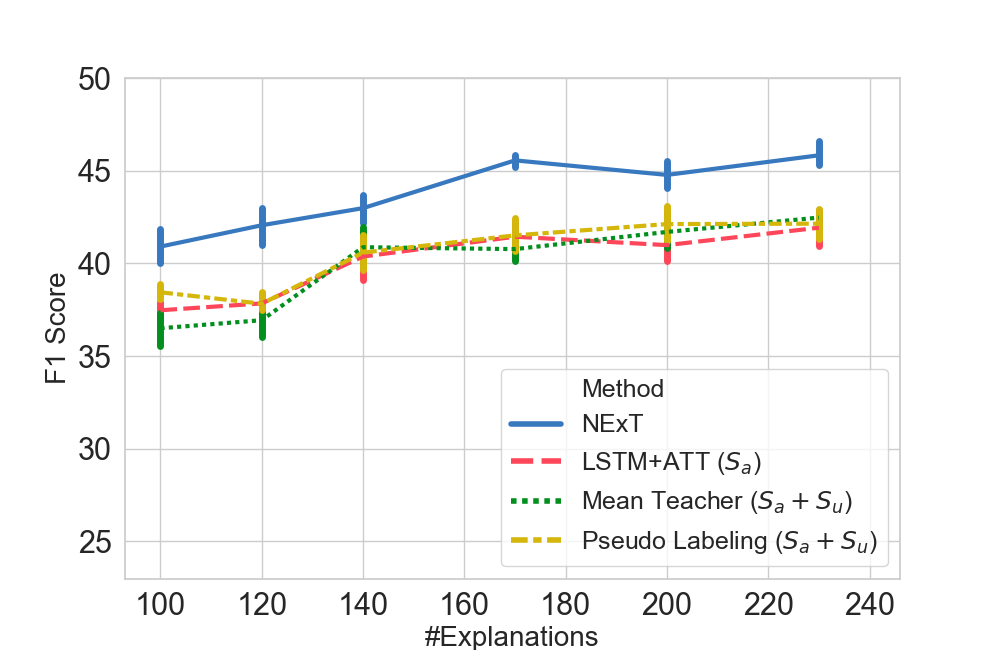 50
45
40
35
30
25
F1 Score
Method
NExT
LSTM+ATT (Sₐ)
Mean Teacher (Sₐ + Sᵤ)
Pseudo Labeling (Sₐ + Sᵤ)
100 120 140 160 180 200 220 240
#Explanations